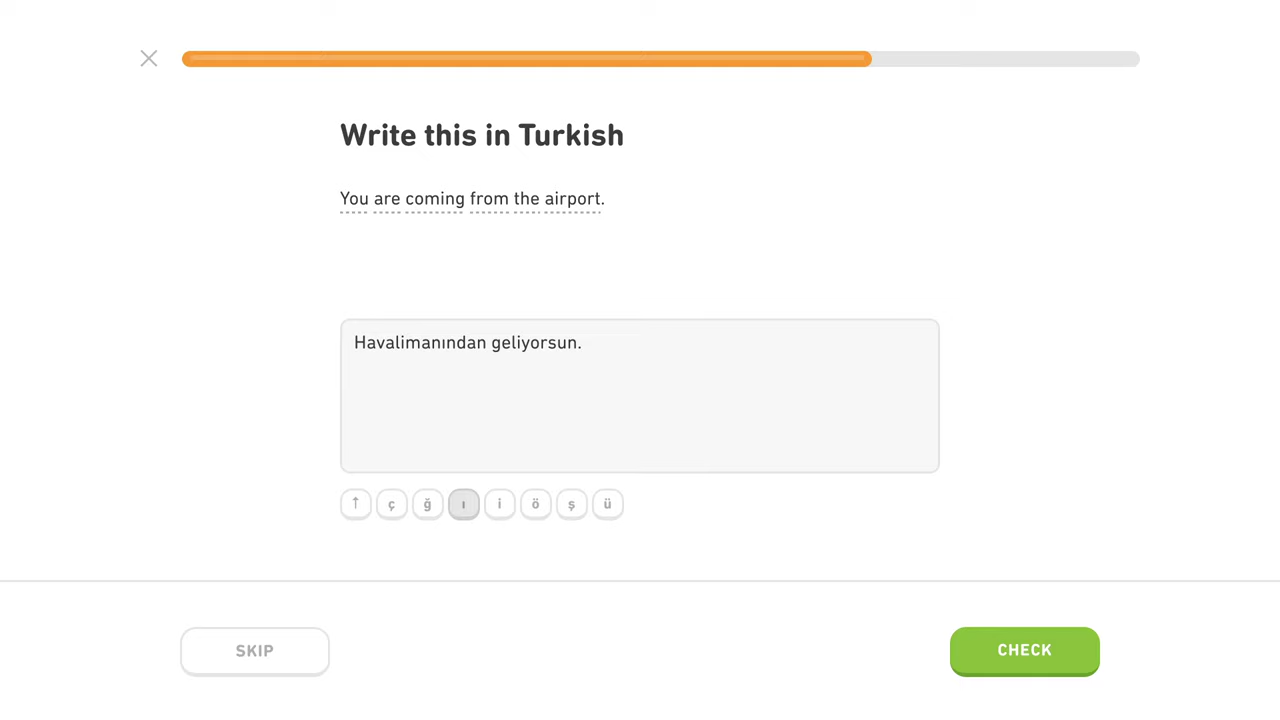 Write this in Turkish
You are coming from the airport.
Havalimanından geliyorsun.
↑ ç ğ ı i ö ş ü
SKIP
CHECK